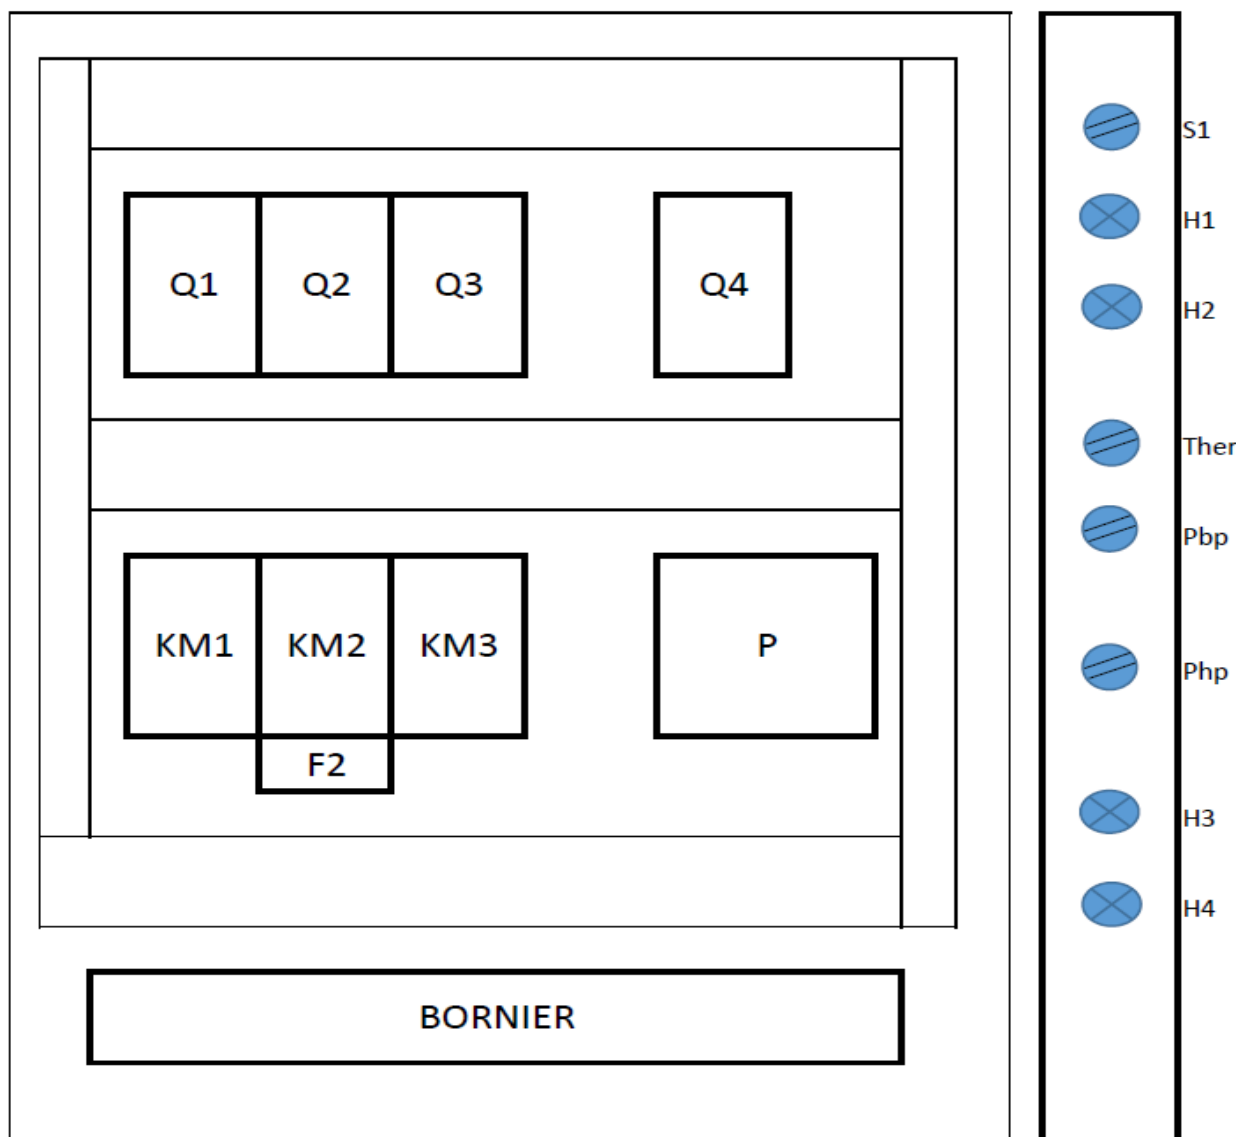 Q1 Q2 Q3 Q4
KM1 KM2 KM3 P
F2
BORNIER
S1
H1
H2
Ther
Pbp
Php
H3
H4